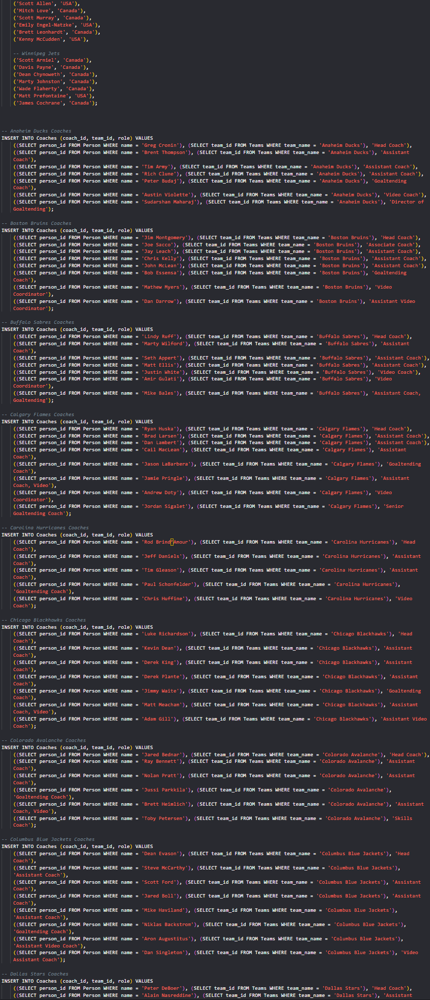 ('Scott Allen', 'USA'),
('Mitch Love', 'Canada'),
('Scott Murray', 'Canada'),
('Emily Engel-Natzke', 'USA'),
('Brett Leonhardt', 'Canada'),
('Kenny McCudden', 'USA'),
-- Winnipeg Jets
('Scott Arniel', 'Canada'),
('Davis Payne', 'Canada'),
('Dean Chynoweth', 'Canada'),
('Marty Johnston', 'Canada'),
('Wade Flaherty', 'Canada'),
('Matt Prefontaine', 'USA'),
('James Cochrane', 'Canada');
-- Anaheim Ducks Coaches
INSERT INTO Coaches (coach_id, team_id, role) VALUES
((SELECT person_id FROM Person WHERE name = 'Greg Cronin'), (SELECT team_id FROM Teams WHERE team_name = 'Anaheim Ducks'), 'Head Coach'),
((SELECT person_id FROM Person WHERE name = 'Brent Thompson'), (SELECT team_id FROM Teams WHERE team_name = 'Anaheim Ducks'), 'Assistant
Coach'),
((SELECT person_id FROM Person WHERE name = 'Tim Army'), (SELECT team_id FROM Teams WHERE team_name = 'Anaheim Ducks'), 'Assistant Coach'),
((SELECT person_id FROM Person WHERE name = 'Rich Clune'), (SELECT team_id FROM Teams WHERE team_name = 'Anaheim Ducks'), 'Assistant Coach'),
((SELECT person_id FROM Person WHERE name = 'Peter Budaj'), (SELECT team_id FROM Teams WHERE team_name = 'Anaheim Ducks'), 'Goaltending
Coach'),
((SELECT person_id FROM Person WHERE name = 'Austin Violette'), (SELECT team_id FROM Teams WHERE team_name = 'Anaheim Ducks'), 'Video Coach'),
((SELECT person_id FROM Person WHERE name = 'Sudarshan Maharaj'), (SELECT team_id FROM Teams WHERE team_name = 'Anaheim Ducks'), 'Director of
Goaltending');
-- Boston Bruins Coaches
INSERT INTO Coaches (coach_id, team_id, role) VALUES
((SELECT person_id FROM Person WHERE name = 'Jim Montgomery'), (SELECT team_id FROM Teams WHERE team_name = 'Boston Bruins'), 'Head Coach'),
((SELECT person_id FROM Person WHERE name = 'Joe Sacco'), (SELECT team_id FROM Teams WHERE team_name = 'Boston Bruins'), 'Associate Coach'),
((SELECT person_id FROM Person WHERE name = 'Jay Leach'), (SELECT team_id FROM Teams WHERE team_name = 'Boston Bruins'), 'Assistant Coach'),
((SELECT person_id FROM Person WHERE name = 'Chris Kelly'), (SELECT team_id FROM Teams WHERE team_name = 'Boston Bruins'), 'Assistant Coach'),
((SELECT person_id FROM Person WHERE name = 'John McLean'), (SELECT team_id FROM Teams WHERE team_name = 'Boston Bruins'), 'Assistant Coach'),
((SELECT person_id FROM Person WHERE name = 'Bob Essensa'), (SELECT team_id FROM Teams WHERE team_name = 'Boston Bruins'), 'Goaltending
Coach'),
((SELECT person_id FROM Person WHERE name = 'Mathew Myers'), (SELECT team_id FROM Teams WHERE team_name = 'Boston Bruins'), 'Video
Coordinator'),
((SELECT person_id FROM Person WHERE name = 'Dan Darrow'), (SELECT team_id FROM Teams WHERE team_name = 'Boston Bruins'), 'Assistant Video
Coordinator');
-- Buffalo Sabres Coaches
INSERT INTO Coaches (coach_id, team_id, role) VALUES
((SELECT person_id FROM Person WHERE name = 'Lindy Ruff'), (SELECT team_id FROM Teams WHERE team_name = 'Buffalo Sabres'), 'Head Coach'),
((SELECT person_id FROM Person WHERE name = 'Marty Wilford'), (SELECT team_id FROM Teams WHERE team_name = 'Buffalo Sabres'), 'Assistant
Coach'),
((SELECT person_id FROM Person WHERE name = 'Seth Appert'), (SELECT team_id FROM Teams WHERE team_name = 'Buffalo Sabres'), 'Assistant Coach'),
((SELECT person_id FROM Person WHERE name = 'Matt Ellis'), (SELECT team_id FROM Teams WHERE team_name = 'Buffalo Sabres'), 'Assistant Coach'),
((SELECT person_id FROM Person WHERE name = 'Justin White'), (SELECT team_id FROM Teams WHERE team_name = 'Buffalo Sabres'), 'Video Coach'),
((SELECT person_id FROM Person WHERE name = 'Amir Gulati'), (SELECT team_id FROM Teams WHERE team_name = 'Buffalo Sabres'), 'Video
Coordinator'),
((SELECT person_id FROM Person WHERE name = 'Mike Bales'), (SELECT team_id FROM Teams WHERE team_name = 'Buffalo Sabres'), 'Assistant Coach,
Goaltending');
-- Calgary Flames Coaches
INSERT INTO Coaches (coach_id, team_id, role) VALUES
((SELECT person_id FROM Person WHERE name = 'Ryan Huska'), (SELECT team_id FROM Teams WHERE team_name = 'Calgary Flames'), 'Head Coach'),
((SELECT person_id FROM Person WHERE name = 'Brad Larsen'), (SELECT team_id FROM Teams WHERE team_name = 'Calgary Flames'), 'Assistant Coach'),
((SELECT person_id FROM Person WHERE name = 'Dan Lambert'), (SELECT team_id FROM Teams WHERE team_name = 'Calgary Flames'), 'Assistant Coach'),
((SELECT person_id FROM Person WHERE name = 'Cail MacLean'), (SELECT team_id FROM Teams WHERE team_name = 'Calgary Flames'), 'Assistant
Coach'),
((SELECT person_id FROM Person WHERE name = 'Jason LaBarbera'), (SELECT team_id FROM Teams WHERE team_name = 'Calgary Flames'), 'Goaltending
Coach'),
((SELECT person_id FROM Person WHERE name = 'Jamie Pringle'), (SELECT team_id FROM Teams WHERE team_name = 'Calgary Flames'), 'Assistant
Coach, Video'),
((SELECT person_id FROM Person WHERE name = 'Andrew Doty'), (SELECT team_id FROM Teams WHERE team_name = 'Calgary Flames'), 'Video
Coordinator'),
((SELECT person_id FROM Person WHERE name = 'Jordan Sigalet'), (SELECT team_id FROM Teams WHERE team_name = 'Calgary Flames'), 'Senior
Goaltending Coach');
-- Carolina Hurricanes Coaches
INSERT INTO Coaches (coach_id, team_id, role) VALUES
((SELECT person_id FROM Person WHERE name = 'Rod Brind’Amour'), (SELECT team_id FROM Teams WHERE team_name = 'Carolina Hurricanes'), 'Head
Coach'),
((SELECT person_id FROM Person WHERE name = 'Jeff Daniels'), (SELECT team_id FROM Teams WHERE team_name = 'Carolina Hurricanes'), 'Assistant
Coach'),
((SELECT person_id FROM Person WHERE name = 'Tim Gleason'), (SELECT team_id FROM Teams WHERE team_name = 'Carolina Hurricanes'), 'Assistant
Coach'),
((SELECT person_id FROM Person WHERE name = 'Paul Schonfelder'), (SELECT team_id FROM Teams WHERE team_name = 'Carolina Hurricanes'),
'Goaltending Coach'),
((SELECT person_id FROM Person WHERE name = 'Chris Huffine'), (SELECT team_id FROM Teams WHERE team_name = 'Carolina Hurricanes'), 'Video
Coach');
-- Chicago Blackhawks Coaches
INSERT INTO Coaches (coach_id, team_id, role) VALUES
((SELECT person_id FROM Person WHERE name = 'Luke Richardson'), (SELECT team_id FROM Teams WHERE team_name = 'Chicago Blackhawks'), 'Head
Coach'),
((SELECT person_id FROM Person WHERE name = 'Kevin Dean'), (SELECT team_id FROM Teams WHERE team_name = 'Chicago Blackhawks'), 'Assistant
Coach'),
((SELECT person_id FROM Person WHERE name = 'Derek King'), (SELECT team_id FROM Teams WHERE team_name = 'Chicago Blackhawks'), 'Assistant
Coach'),
((SELECT person_id FROM Person WHERE name = 'Derek Plante'), (SELECT team_id FROM Teams WHERE team_name = 'Chicago Blackhawks'), 'Assistant
Coach'),
((SELECT person_id FROM Person WHERE name = 'Jimmy Waite'), (SELECT team_id FROM Teams WHERE team_name = 'Chicago Blackhawks'), 'Goaltending
Coach'),
((SELECT person_id FROM Person WHERE name = 'Matt Meacham'), (SELECT team_id FROM Teams WHERE team_name = 'Chicago Blackhawks'), 'Assistant
Coach, Video'),
((SELECT person_id FROM Person WHERE name = 'Adam Gill'), (SELECT team_id FROM Teams WHERE team_name = 'Chicago Blackhawks'), 'Assistant Video
Coach');
-- Colorado Avalanche Coaches
INSERT INTO Coaches (coach_id, team_id, role) VALUES
((SELECT person_id FROM Person WHERE name = 'Jared Bednar'), (SELECT team_id FROM Teams WHERE team_name = 'Colorado Avalanche'), 'Head Coach'),
((SELECT person_id FROM Person WHERE name = 'Ray Bennett'), (SELECT team_id FROM Teams WHERE team_name = 'Colorado Avalanche'), 'Assistant
Coach'),
((SELECT person_id FROM Person WHERE name = 'Nolan Pratt'), (SELECT team_id FROM Teams WHERE team_name = 'Colorado Avalanche'), 'Assistant
Coach'),
((SELECT person_id FROM Person WHERE name = 'Jussi Parkkila'), (SELECT team_id FROM Teams WHERE team_name = 'Colorado Avalanche'),
'Goaltending Coach'),
((SELECT person_id FROM Person WHERE name = 'Brett Heimlich'), (SELECT team_id FROM Teams WHERE team_name = 'Colorado Avalanche'), 'Assistant
Coach, Video'),
((SELECT person_id FROM Person WHERE name = 'Toby Petersen'), (SELECT team_id FROM Teams WHERE team_name = 'Colorado Avalanche'), 'Skills
Coach');
-- Columbus Blue Jackets Coaches
INSERT INTO Coaches (coach_id, team_id, role) VALUES
((SELECT person_id FROM Person WHERE name = 'Dean Evason'), (SELECT team_id FROM Teams WHERE team_name = 'Columbus Blue Jackets'), 'Head
Coach'),
((SELECT person_id FROM Person WHERE name = 'Steve McCarthy'), (SELECT team_id FROM Teams WHERE team_name = 'Columbus Blue Jackets'),
'Assistant Coach'),
((SELECT person_id FROM Person WHERE name = 'Scott Ford'), (SELECT team_id FROM Teams WHERE team_name = 'Columbus Blue Jackets'), 'Assistant
Coach'),
((SELECT person_id FROM Person WHERE name = 'Jared Boll'), (SELECT team_id FROM Teams WHERE team_name = 'Columbus Blue Jackets'), 'Assistant
Coach'),
((SELECT person_id FROM Person WHERE name = 'Mike Haviland'), (SELECT team_id FROM Teams WHERE team_name = 'Columbus Blue Jackets'),
'Assistant Coach'),
((SELECT person_id FROM Person WHERE name = 'Niklas Backstrom'), (SELECT team_id FROM Teams WHERE team_name = 'Columbus Blue Jackets'),
'Goaltending Coach'),
((SELECT person_id FROM Person WHERE name = 'Aron Augustitus'), (SELECT team_id FROM Teams WHERE team_name = 'Columbus Blue Jackets'),
'Assistant Video Coach'),
((SELECT person_id FROM Person WHERE name = 'Dan Singleton'), (SELECT team_id FROM Teams WHERE team_name = 'Columbus Blue Jackets'), 'Video
Assistant Coach');
-- Dallas Stars Coaches
INSERT INTO Coaches (coach_id, team_id, role) VALUES
((SELECT person_id FROM Person WHERE name = 'Peter DeBoer'), (SELECT team_id FROM Teams WHERE team_name = 'Dallas Stars'), 'Head Coach'),
((SELECT person_id FROM Person WHERE name = 'Alain Nasreddine'), (SELECT team_id FROM Teams WHERE team_name = 'Dallas Stars'), 'Assistant